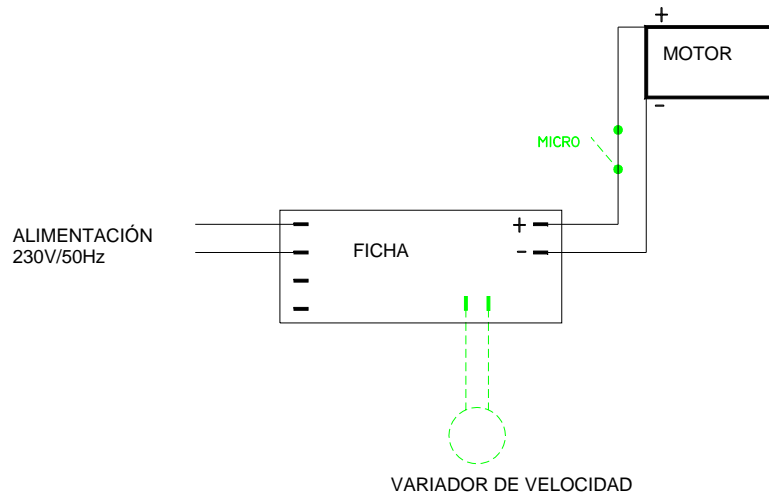 +
MOTOR
-
MICRO
ALIMENTACIÓN
230V/50Hz
FICHA
+
-
VARIADOR DE VELOCIDAD